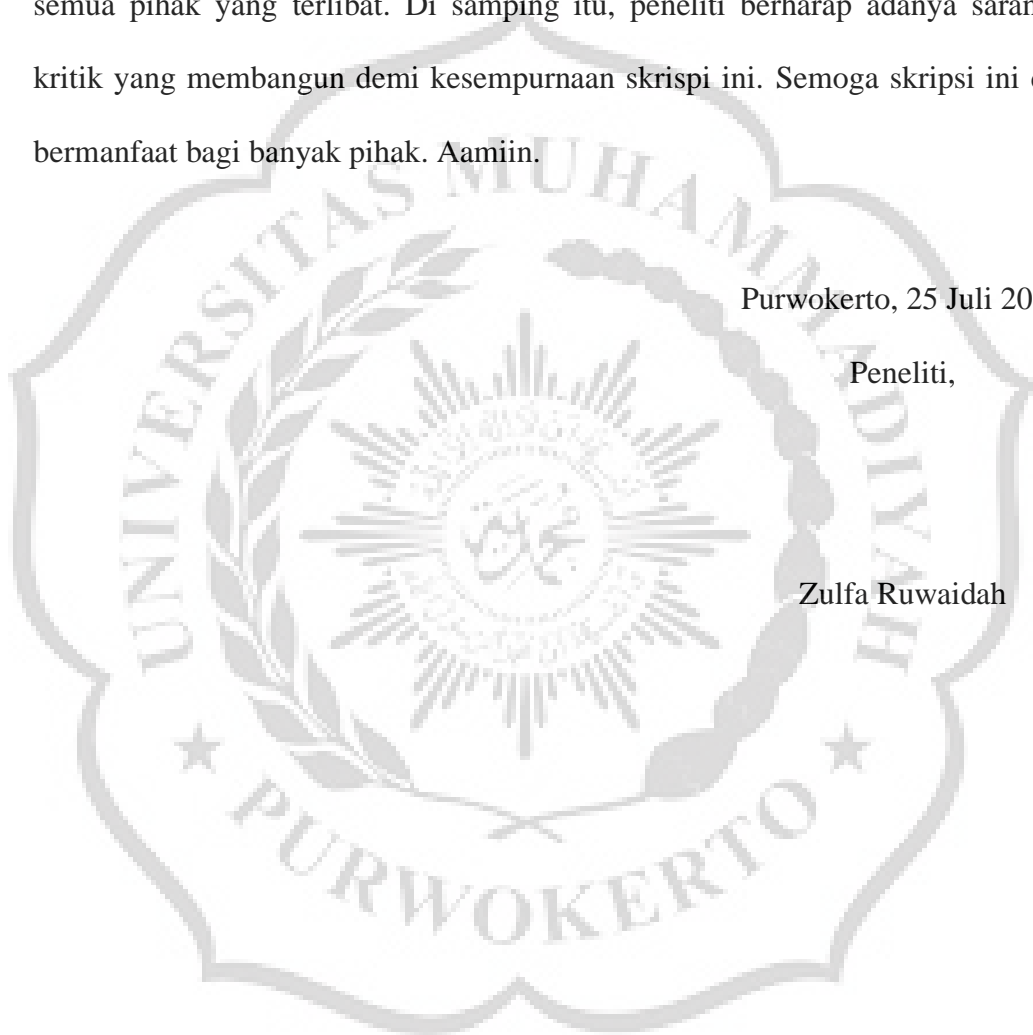 semua pihak yang terlibat. Di samping itu, peneliti berharap adanya saran
kritik yang membangun demi kesempurnaan skrispi ini. Semoga skripsi ini
bermanfaat bagi banyak pihak. Aamiin.
Purwokerto, 25 Juli 20
Peneliti,
Zulfa Ruwaidah
UNIVERSITAS MUHAMMADIYAH
PURWOKERTO